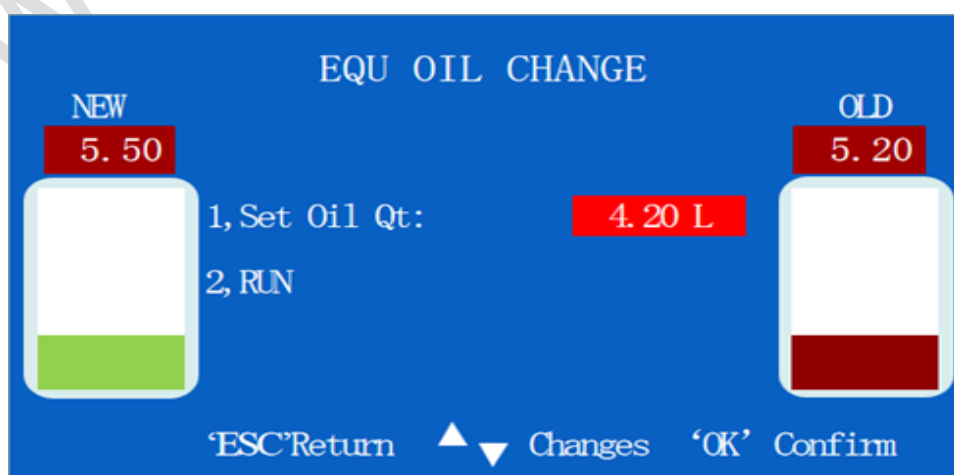 EQU OIL CHANGE
NEW OLD
5.50 5.20
1,Set Oil Qt: 4.20 L
2,RUN
‘ESC’Return Changes ‘OK’ Confirm